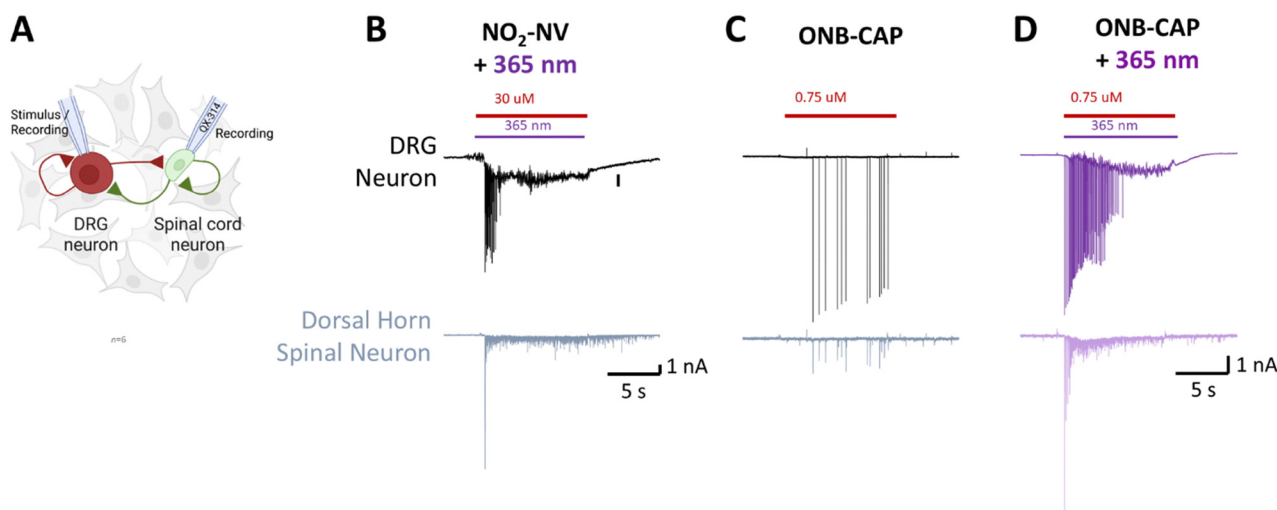 A
Stimulus /
Recording
QX-314
Recording
DRG
neuron
Spinal cord
neuron
n=6
B
NO2-NV
+ 365 nm
30 uM
365 nm
DRG
Neuron
Dorsal Horn
Spinal Neuron
1 nA
5 s
C
ONB-CAP
0.75 uM
D
ONB-CAP
+ 365 nm
0.75 uM
365 nm
1 nA
5 s